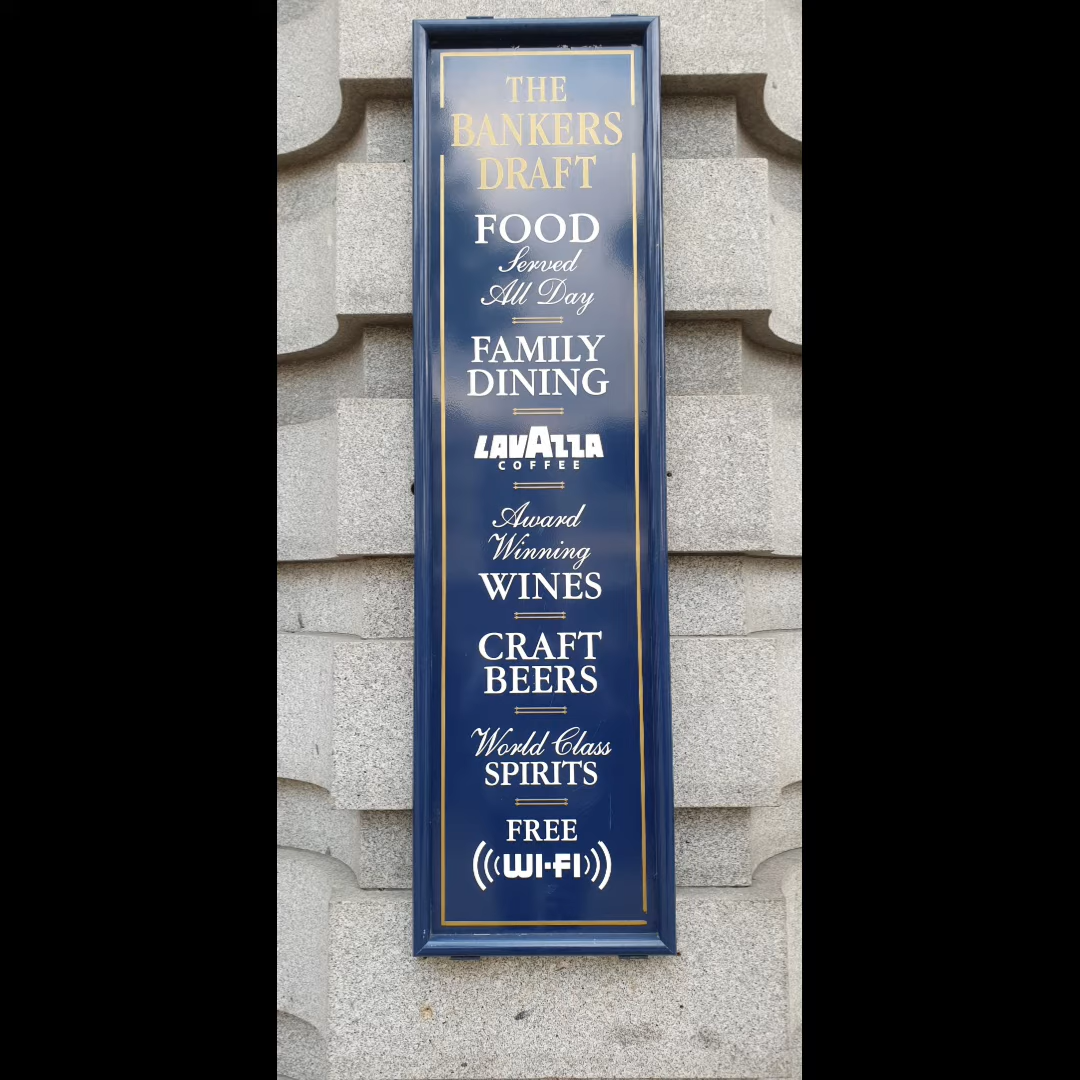 THE
BANKERS
DRAFT
FOOD
Served
All Day
FAMILY
DINING
LAVAZZA
COFFEE
Award
Winning
WINES
CRAFT
BEERS
World Class
SPIRITS
FREE
WI-FI